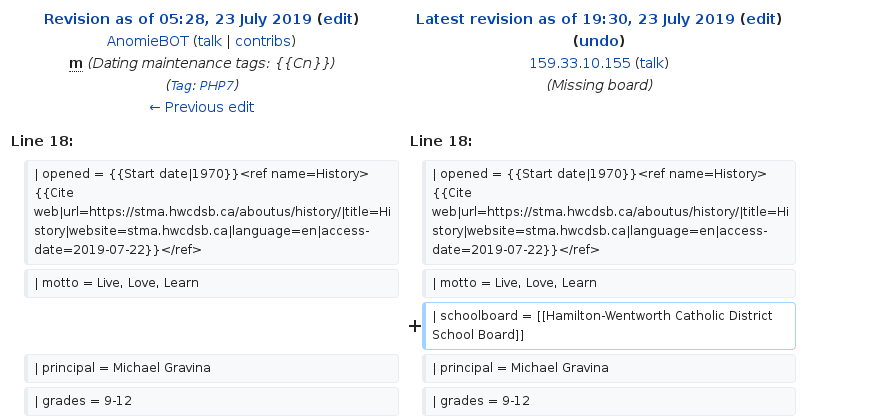 Revision as of 05:28, 23 July 2019 (edit)
AnomieBOT (talk | contribs)
m (Dating maintenance tags: {{Cn}})
(Tag: PHP7)
← Previous edit
Latest revision as of 19:30, 23 July 2019 (edit)
(undo)
159.33.10.155 (talk)
(Missing board)
Line 18:
Line 18:
| opened = {{Start date|1970}}<ref name=History>
{{Cite
web|url=https://stma.hwcdsb.ca/aboutus/history/|title=Hi
story|website=stma.hwcdsb.ca|language=en|access-
date=2019-07-22}}</ref>
| opened = {{Start date|1970}}<ref name=History>
{{Cite
web|url=https://stma.hwcdsb.ca/aboutus/history/|title=Hi
story|website=stma.hwcdsb.ca|language=en|access-
date=2019-07-22}}</ref>
| motto = Live, Love, Learn
| motto = Live, Love, Learn
+
| schoolboard = [[Hamilton-Wentworth Catholic District
School Board]]
| principal = Michael Gravina
| principal = Michael Gravina
| grades = 9-12
| grades = 9-12